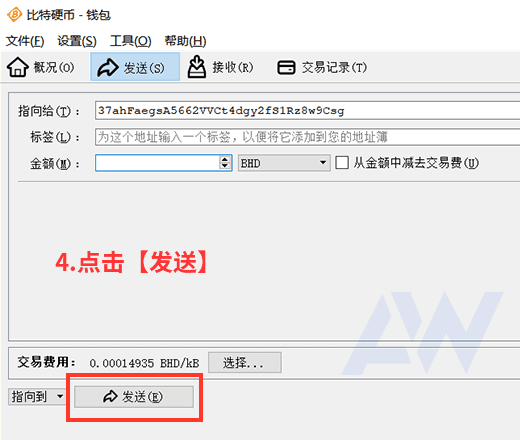 比特硬币 - 钱包
文件(F) 设置(S) 工具(O) 帮助(H)
概况(O) 发送(S) 接收(R) 交易记录(T)
指向给(T)： 37ahFaegsA5662VVCt4dgy2fS1Rz8w9Csg
标签(L)： 为这个地址输入一个标签，以便将它添加到您的地址簿
金额(M)： BHD 从金额中减去交易费(U)
4.点击【发送】
AW
交易费用： 0.00014935 BHD/kB 选择...
指向到 发送(E)